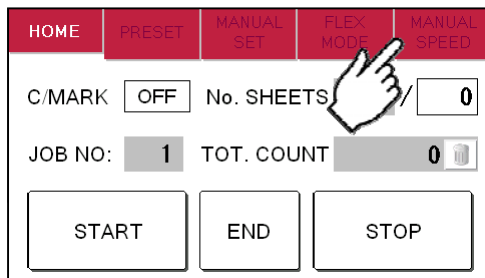 HOME PRESET MANUAL SET FLEX MODE MANUAL SPEED
C/MARK OFF No. SHEETS / 0
JOB NO: 1 TOT. COUNT 0
START END STOP